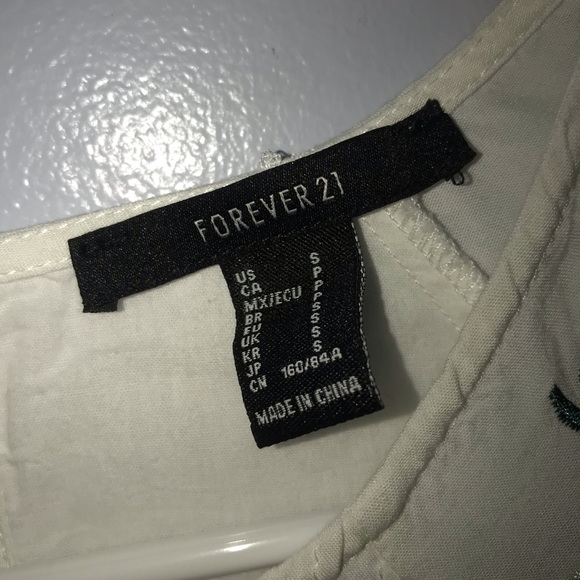 FOREVER 21
US S
CA P
MX/ECU P
BR P
EU S
UK S
KR S
JP S
CN 160/84A
MADE IN CHINA